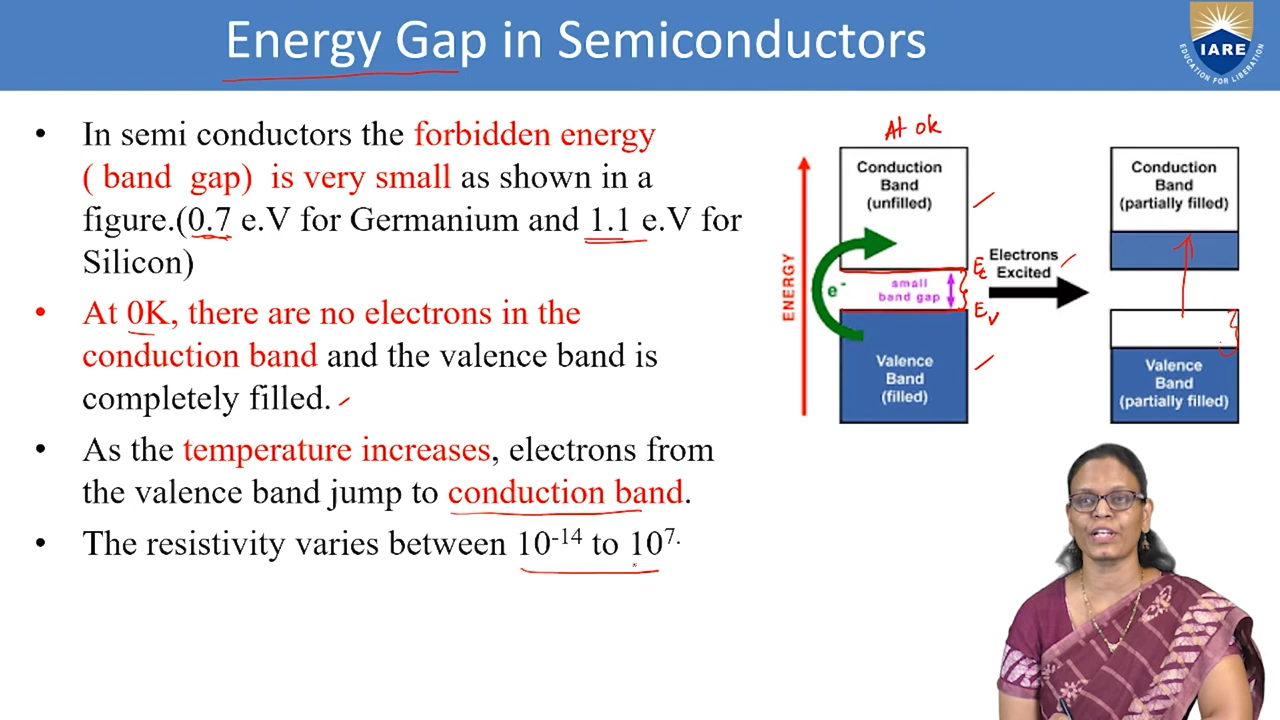 Energy Gap in Semiconductors
IARE
EDUCATION FOR LIBERATION
• In semi conductors the forbidden energy
( band gap) is very small as shown in a
figure.(0.7 e.V for Germanium and 1.1 e.V for
Silicon)
• At 0K, there are no electrons in the
conduction band and the valence band is
completely filled.
• As the temperature increases, electrons from
the valence band jump to conduction band.
• The resistivity varies between 10⁻¹⁴ to 10⁷·
At 0k
ENERGY
Conduction
Band
(unfilled)
e⁻
small
band gap
Ec
Ev
Valence
Band
(filled)
Electrons
Excited
Conduction
Band
(partially filled)
Valence
Band
(partially filled)